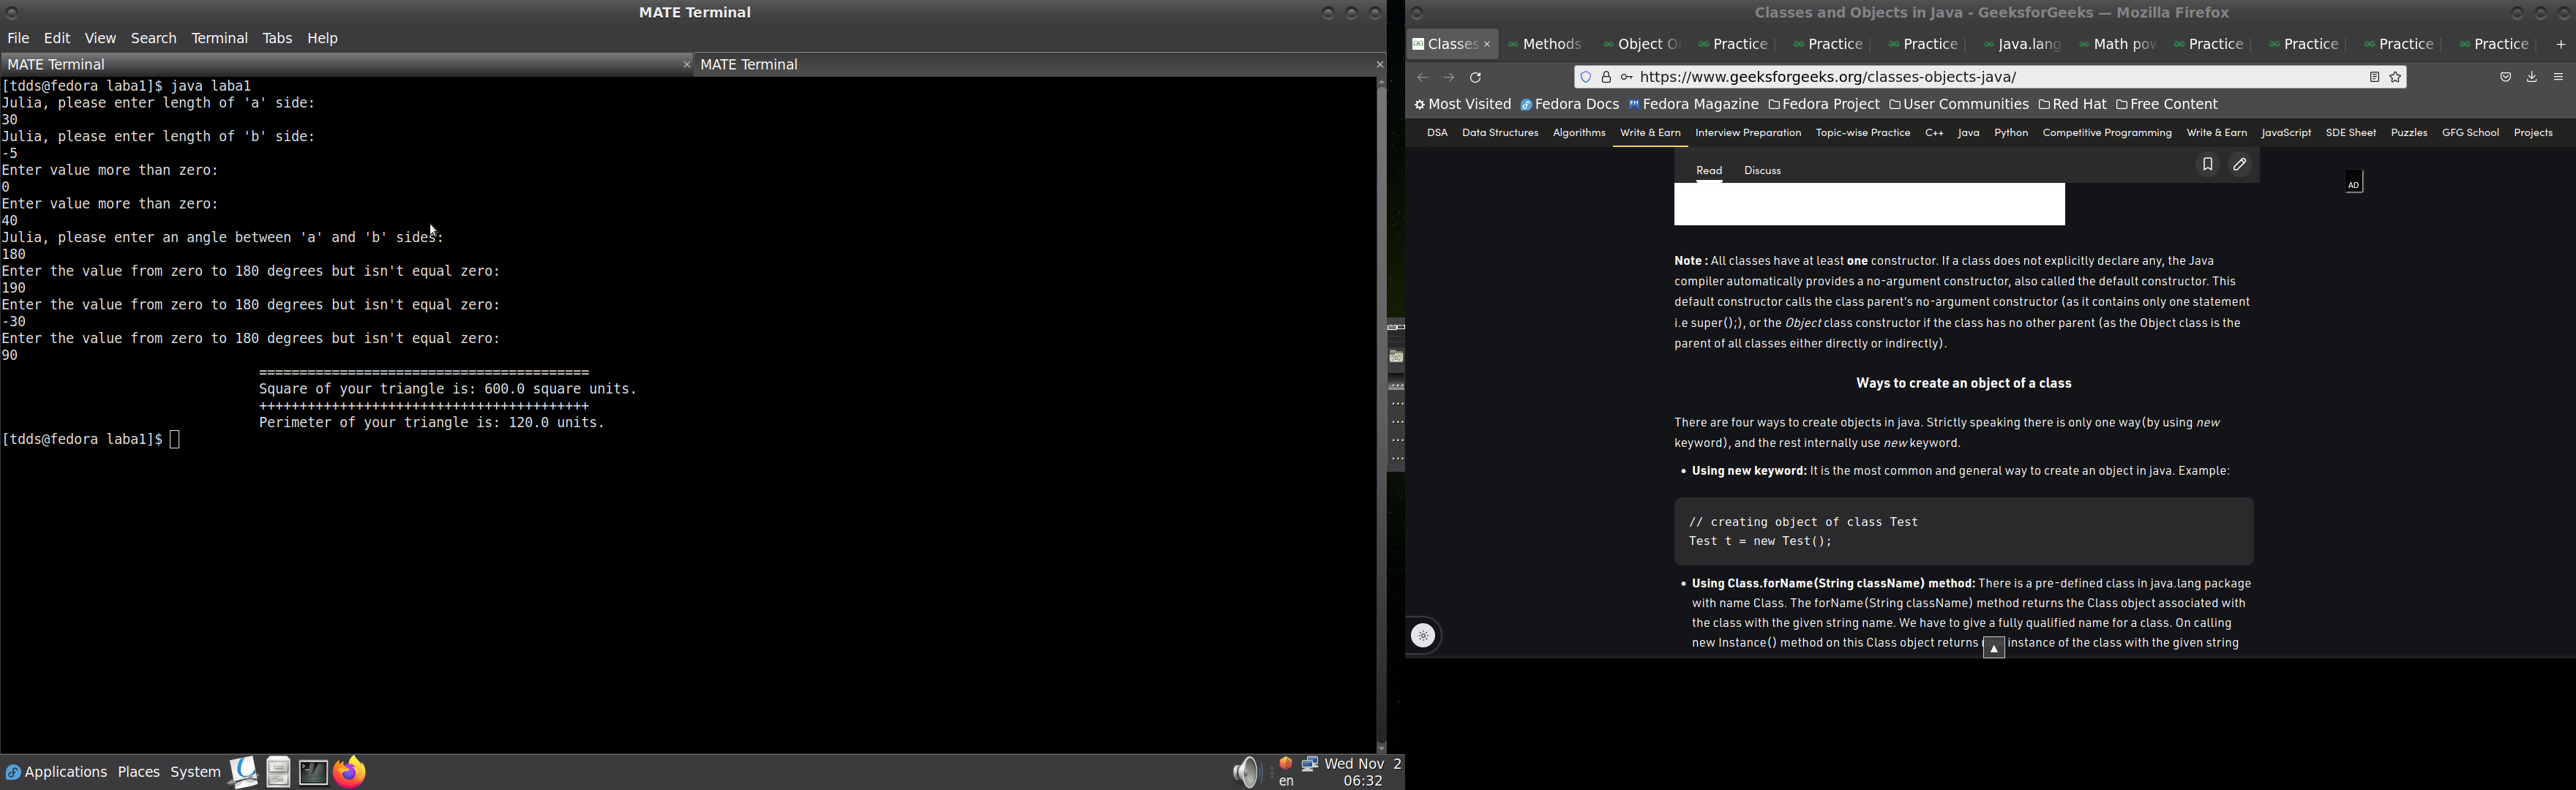 MATE Terminal
File Edit View Search Terminal Tabs Help
MATE Terminal × MATE Terminal ×
[tdds@fedora laba1]$ java laba1
Julia, please enter length of 'a' side:
30
Julia, please enter length of 'b' side:
-5
Enter value more than zero:
0
Enter value more than zero:
40
Julia, please enter an angle between 'a' and 'b' sides:
180
Enter the value from zero to 180 degrees but isn't equal zero:
190
Enter the value from zero to 180 degrees but isn't equal zero:
-30
Enter the value from zero to 180 degrees but isn't equal zero:
90
=========================================
Square of your triangle is: 600.0 square units.
+++++++++++++++++++++++++++++++++++++++++
Perimeter of your triangle is: 120.0 units.
[tdds@fedora laba1]$
Applications Places System
en
Wed Nov 2
06:32
Classes and Objects in Java - GeeksforGeeks — Mozilla Firefox
Classes × Methods Object O Practice Practice Practice Java.lang Math pow Practice Practice Practice Practice +
https://www.geeksforgeeks.org/classes-objects-java/
Most Visited Fedora Docs Fedora Magazine Fedora Project User Communities Red Hat Free Content
DSA Data Structures Algorithms Write & Earn Interview Preparation Topic-wise Practice C++ Java Python Competitive Programming Write & Earn JavaScript SDE Sheet Puzzles GFG School Projects
Read Discuss
AD
Note : All classes have at least one constructor. If a class does not explicitly declare any, the Java
compiler automatically provides a no-argument constructor, also called the default constructor. This
default constructor calls the class parent's no-argument constructor (as it contains only one statement
i.e super();), or the Object class constructor if the class has no other parent (as the Object class is the
parent of all classes either directly or indirectly).
Ways to create an object of a class
There are four ways to create objects in java. Strictly speaking there is only one way(by using new
keyword), and the rest internally use new keyword.
• Using new keyword: It is the most common and general way to create an object in java. Example:
// creating object of class Test
Test t = new Test();
• Using Class.forName(String className) method: There is a pre-defined class in java.lang package
with name Class. The forName(String className) method returns the Class object associated with
the class with the given string name. We have to give a fully qualified name for a class. On calling
new Instance() method on this Class object returns instance of the class with the given string